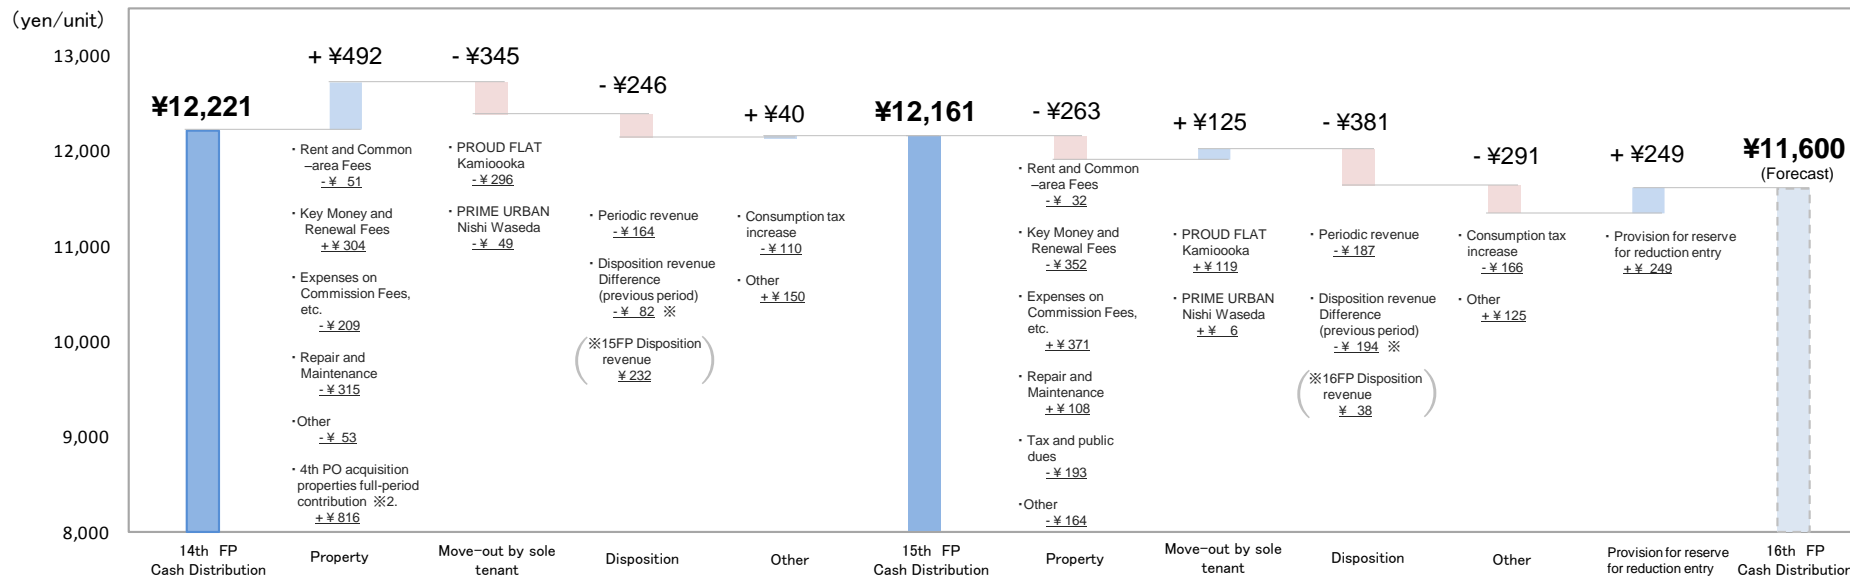 （yen/unit）
13,000
12,000
11,000
10,000
9,000
8,000
¥12,221
+ ¥492
- ¥345
- ¥246
+ ¥40
¥12,161
- ¥263
+ ¥125
- ¥381
- ¥291
+ ¥249
¥11,600
(Forecast)
・Rent and Common
–area Fees
- ¥ 51
・Key Money and
Renewal Fees
+ ¥ 304
・Expenses on
Commission Fees,
etc.
- ¥ 209
・Repair and
Maintenance
- ¥ 315
・Other
- ¥ 53
・4th PO acquisition
properties full-period
contribution ※2.
+ ¥ 816
・PROUD FLAT
Kamioooka
- ¥ 296
・PRIME URBAN
Nishi Waseda
- ¥ 49
・Periodic revenue
- ¥ 164
・Disposition revenue
Difference
(previous period)
- ¥ 82 ※
(※15FP Disposition
revenue
¥ 232)
・Consumption tax
increase
- ¥ 110
・Other
+ ¥ 150
・Rent and Common
–area Fees
- ¥ 32
・Key Money and
Renewal Fees
- ¥ 352
・Expenses on
Commission Fees,
etc.
+ ¥ 371
・Repair and
Maintenance
+ ¥ 108
・Tax and public
dues
- ¥ 193
・Other
- ¥ 164
・PROUD FLAT
Kamioooka
+ ¥ 119
・PRIME URBAN
Nishi Waseda
+ ¥ 6
・Periodic revenue
- ¥ 187
・Disposition revenue
Difference
(previous period)
- ¥ 194 ※
(※16FP Disposition
revenue
¥ 38)
・Consumption tax
increase
- ¥ 166
・Other
+ ¥ 125
・Provision for reserve
for reduction entry
+ ¥ 249
14th FP
Cash Distribution
Property
Move-out by sole
tenant
Disposition
Other
15th FP
Cash Distribution
Property
Move-out by sole
tenant
Disposition
Other
Provision for reserve
for reduction entry
16th FP
Cash Distribution